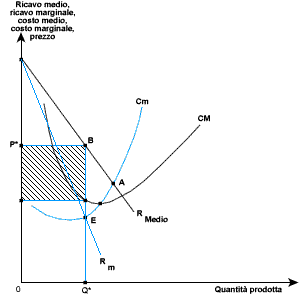 Ricavo medio,
ricavo marginale,
costo medio,
costo marginale,
prezzo
Cm
CM
P*
B
A
R Medio
E
R m
0
Q*
Quantità prodotta